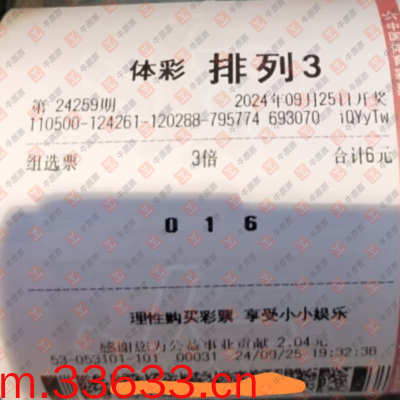 体彩 排列3
第 24259期 2024年09月25日开奖
110500-124261-120288-795774 693070 iQYyTw
组选票 3倍 合计6元
0 1 6
理性购买彩票 享受小小娱乐
感谢您为公益事业贡献 2.04元
53-053101-101 00031 24/09/25 19:32:36
m.33633.cn